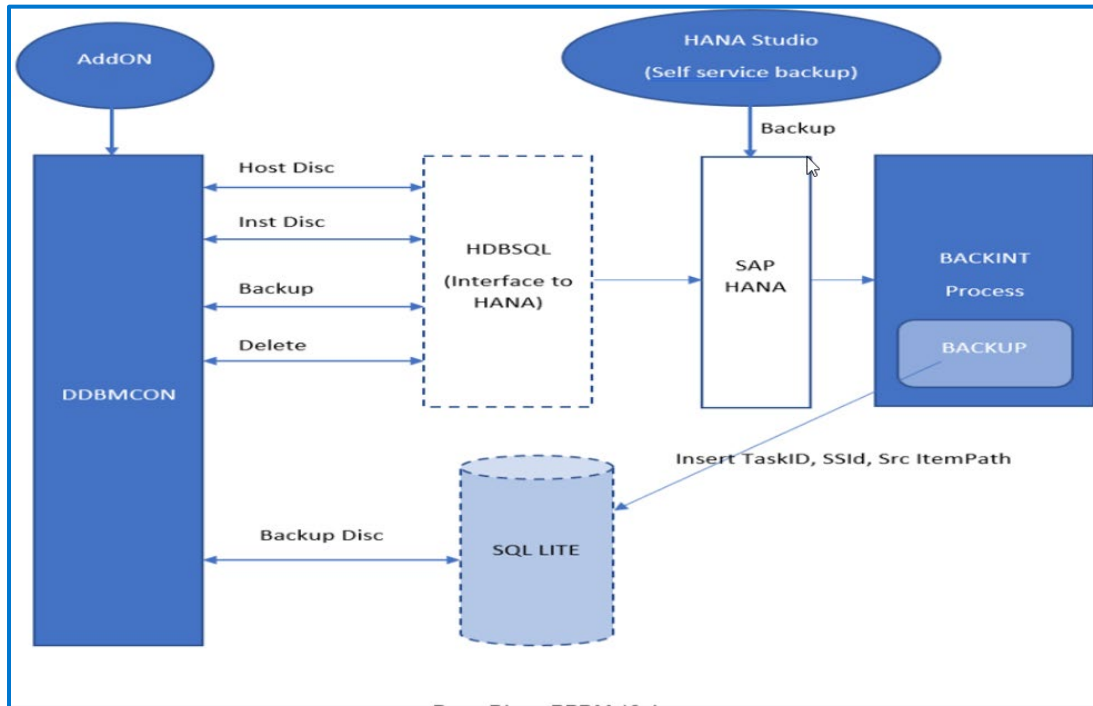 AddON
HANA Studio
(Self service backup)
Backup
Host Disc
Inst Disc
Backup
Delete
DDBMCON
HDBSQL
(Interface to
HANA)
SAP
HANA
BACKINT
Process
BACKUP
Insert TaskID, SSId, Src ItemPath
Backup Disc
SQL LITE